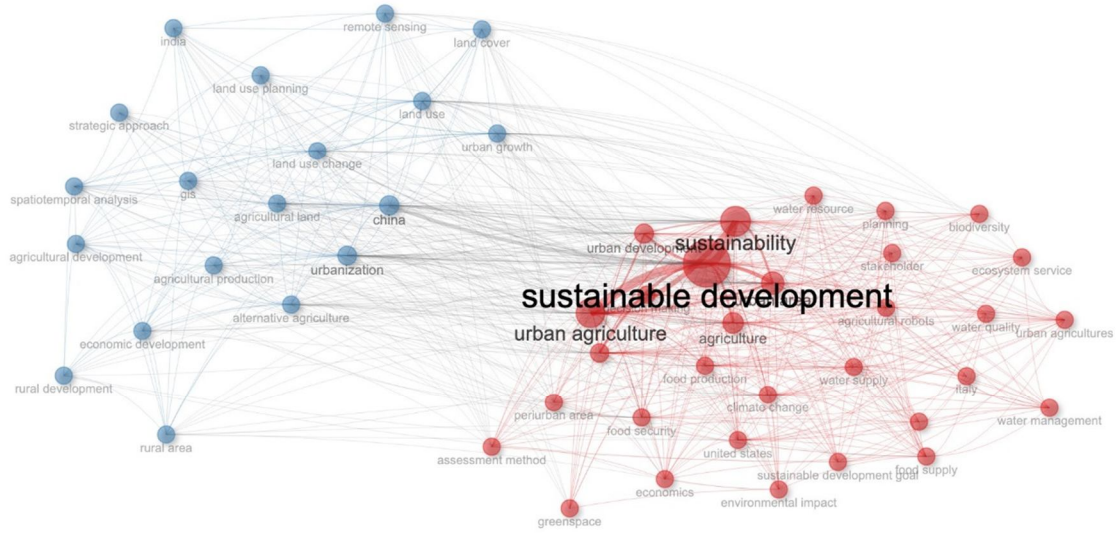 remote sensing
india
land cover
land use planning
land use
strategic approach
urban growth
land use change
gis
spatiotemporal analysis
agricultural land
china
water resource
planning
biodiversity
sustainability
urban development
agricultural development
stakeholder
ecosystem service
urbanization
agricultural production
sustainable development
alternative agriculture
agricultural robots
water quality
urban agricultures
urban agriculture
agriculture
economic development
food production
water supply
rural development
italy
climate change
periurban area
food security
water management
rural area
united states
assessment method
food supply
sustainable development goal
economics
environmental impact
greenspace